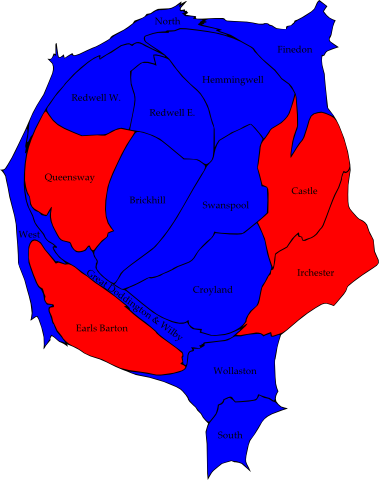 North
Finedon
Hemmingwell
Redwell W.
Redwell E.
Queensway
Castle
Brickhill
Swanspool
West
Irchester
Croyland
Great Doddington & Wilby
Earls Barton
Wollaston
South